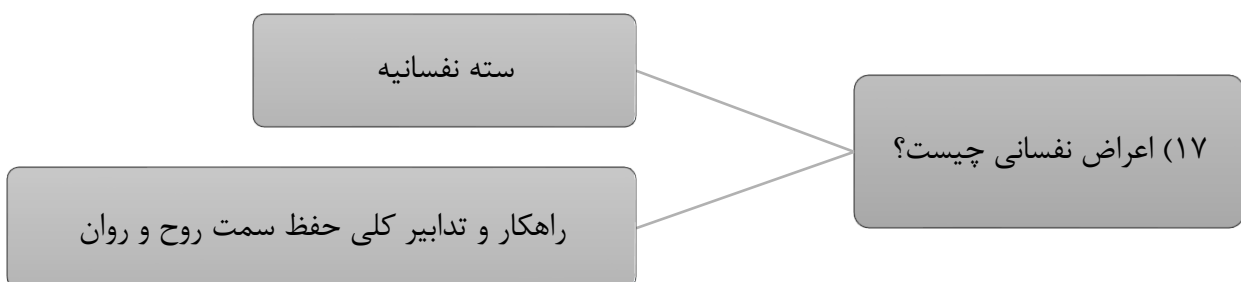 ۱۷) اعراض نفسانی چیست؟
سته نفسانیه
راهکار و تدابیر کلی حفظ سمت روح و روان